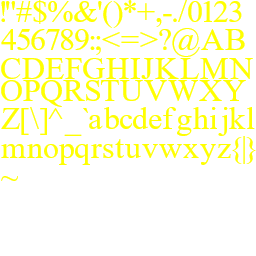 !"#$%&'()*+,-./0123
456789:;<=>?@AB
CDEFGHIJKLMN
OPQRSTUVWXY
Z[\]^_`abcdefghijkl
mnopqrstuvwxyz{|}
~